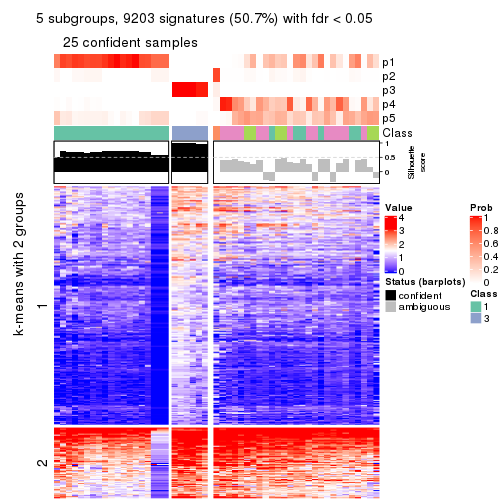 5 subgroups, 9203 signatures (50.7%) with fdr < 0.05
25 confident samples
p1
p2
p3
p4
p5
Class
1
0.5
0
Silhouette
score
k-means with 2 groups
1
2
Value
4
3
2
1
0
Status (barplots)
confident
ambiguous
Prob
1
0.8
0.6
0.4
0.2
0
Class
1
3